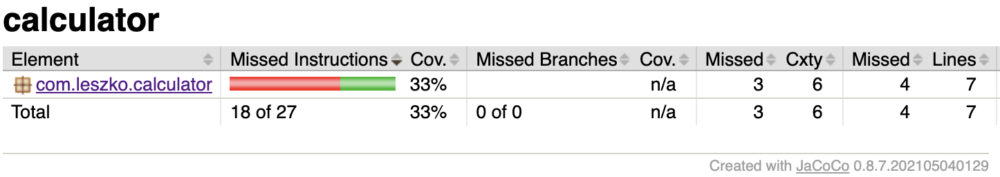 calculator
Element Missed Instructions Cov. Missed Branches Cov. Missed Cxty Missed Lines
com.leszko.calculator 33% n/a 3 6 4 7
Total 18 of 27 33% 0 of 0 n/a 3 6 4 7
Created with JaCoCo 0.8.7.202105040129